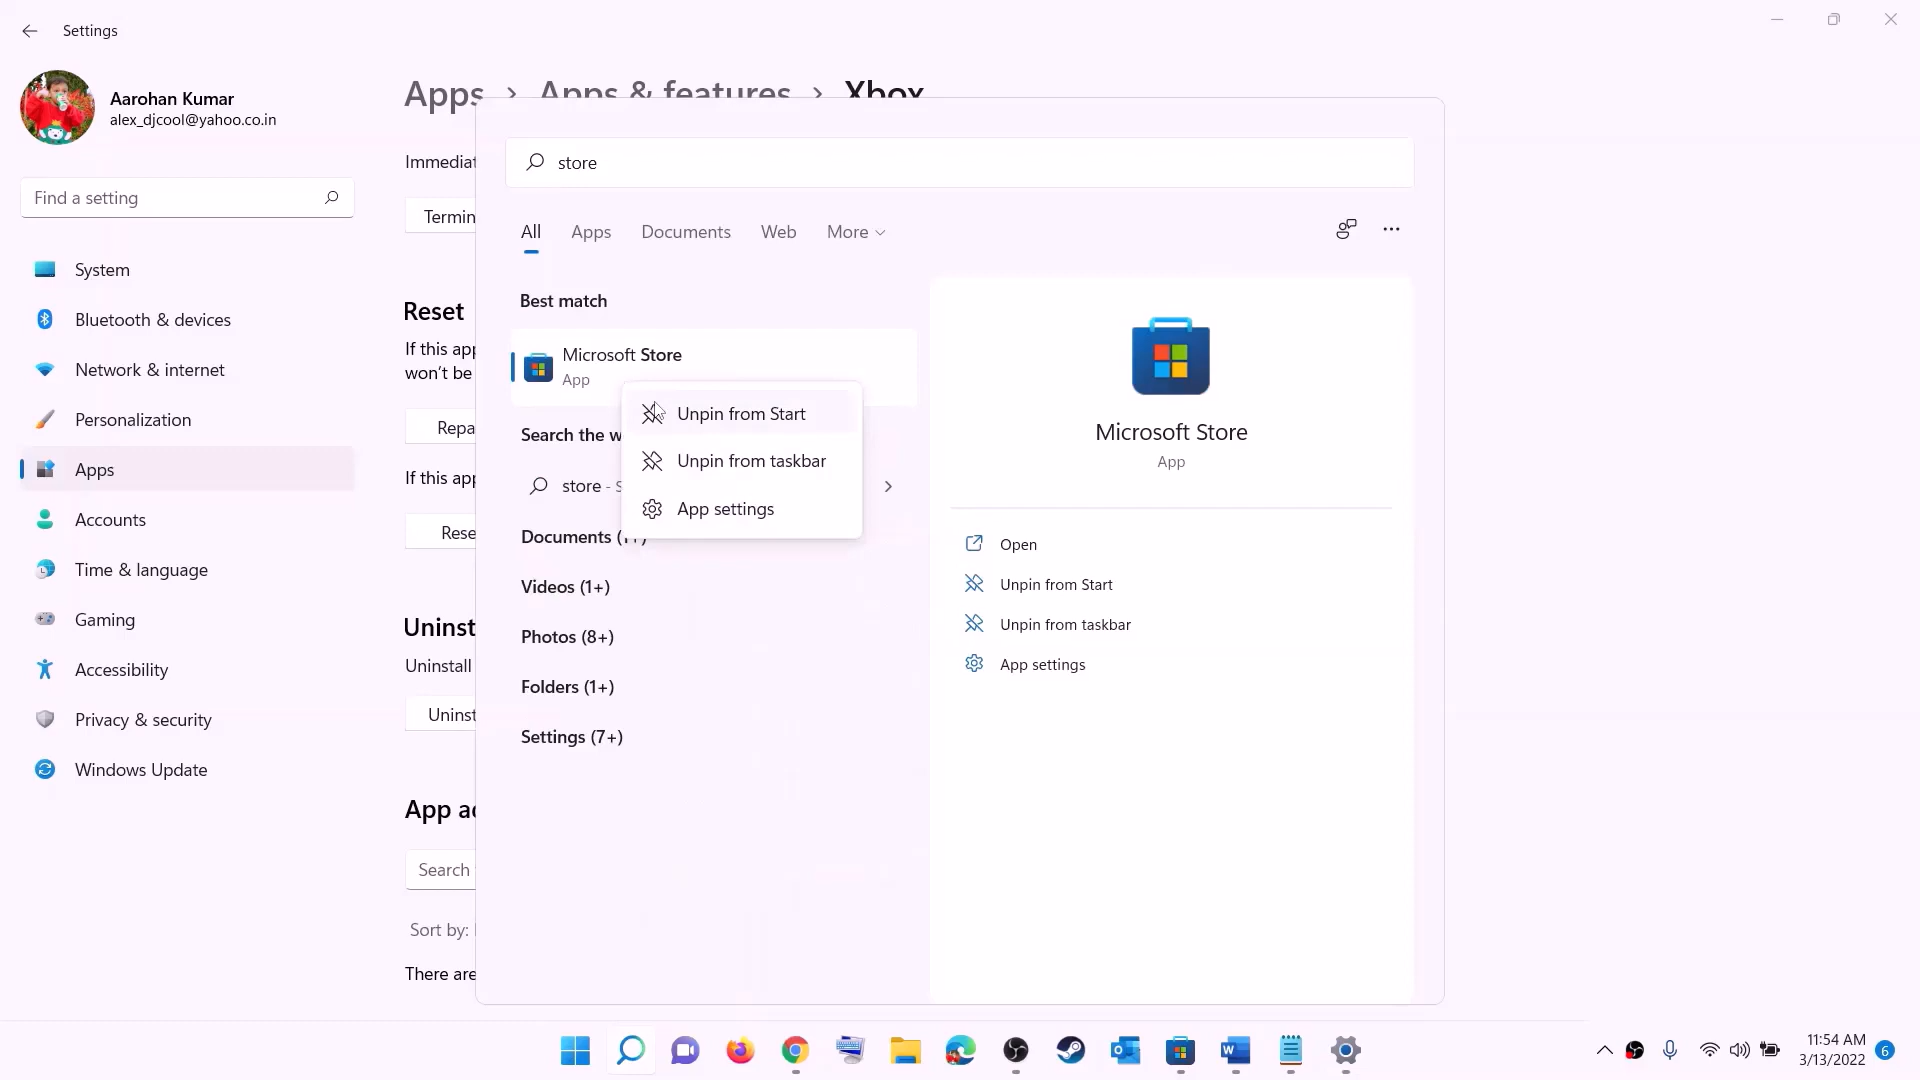 Settings
Aarohan Kumar
alex_djcool@yahoo.co.in
Find a setting
System
Bluetooth & devices
Network & internet
Personalization
Apps
Accounts
Time & language
Gaming
Accessibility
Privacy & security
Windows Update
Apps › Apps & features › Xbox
Immediat
Termin
Reset
If this app
won't be
Repa
If this app
Rese
Uninst
Uninstall
Uninst
App ad
Search
Sort by:
There are
store
All Apps Documents Web More
Best match
Microsoft Store
App
Search the w
store - S
Documents (1+)
Videos (1+)
Photos (8+)
Folders (1+)
Settings (7+)
Unpin from Start
Unpin from taskbar
App settings
Microsoft Store
App
Open
Unpin from Start
Unpin from taskbar
App settings
11:54 AM
3/13/2022
6